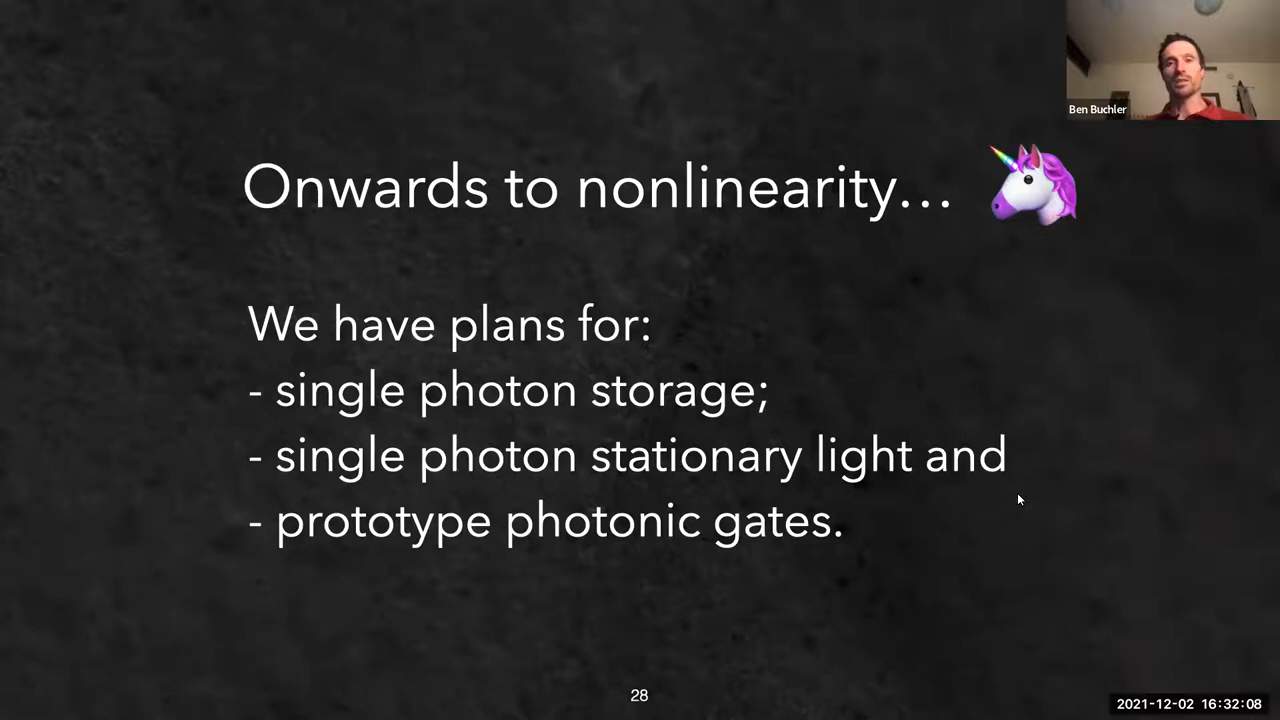 Ben Buchler
Onwards to nonlinearity… 🦄
We have plans for:
- single photon storage;
- single photon stationary light and
- prototype photonic gates.
28
2021-12-02 16:32:08